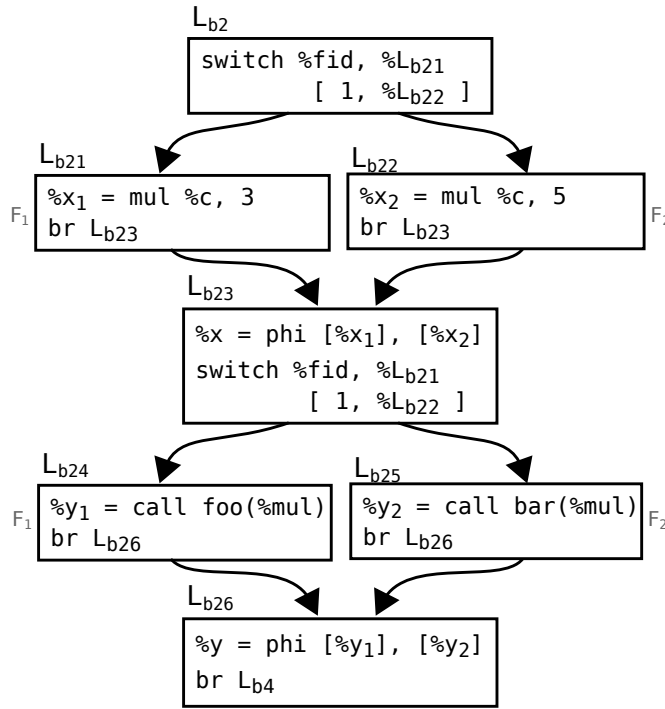 L_b2
switch %fid, %L_b21
[ 1, %L_b22 ]
L_b21
%x_1 = mul %c, 3
br L_b23
F_1
L_b22
%x_2 = mul %c, 5
br L_b23
F_2
L_b23
%x = phi [%x_1], [%x_2]
switch %fid, %L_b21
[ 1, %L_b22 ]
L_b24
%y_1 = call foo(%mul)
br L_b26
F_1
L_b25
%y_2 = call bar(%mul)
br L_b26
F_2
L_b26
%y = phi [%y_1], [%y_2]
br L_b4